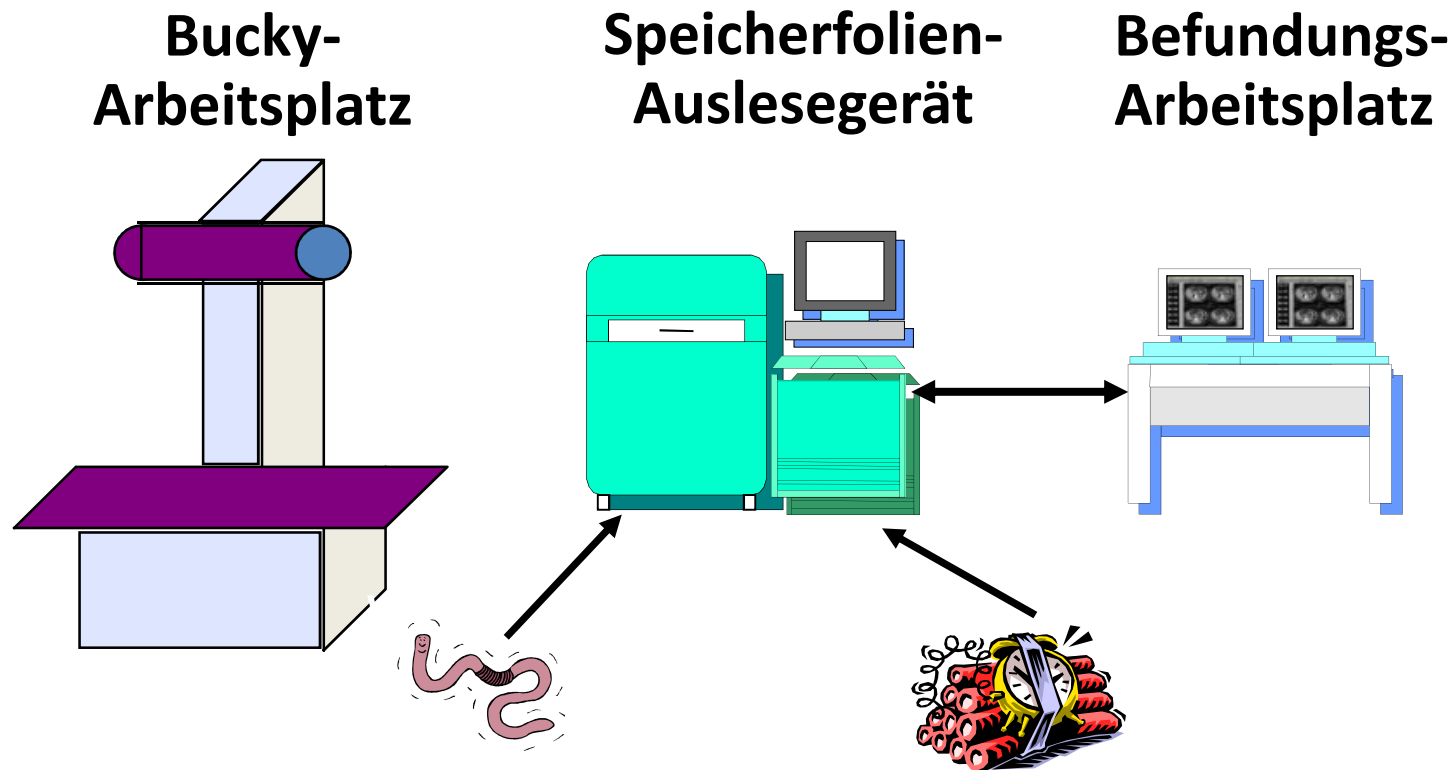 Bucky-
Arbeitsplatz
Speicherfolien-
Auslesegerät
Befundungs-
Arbeitsplatz